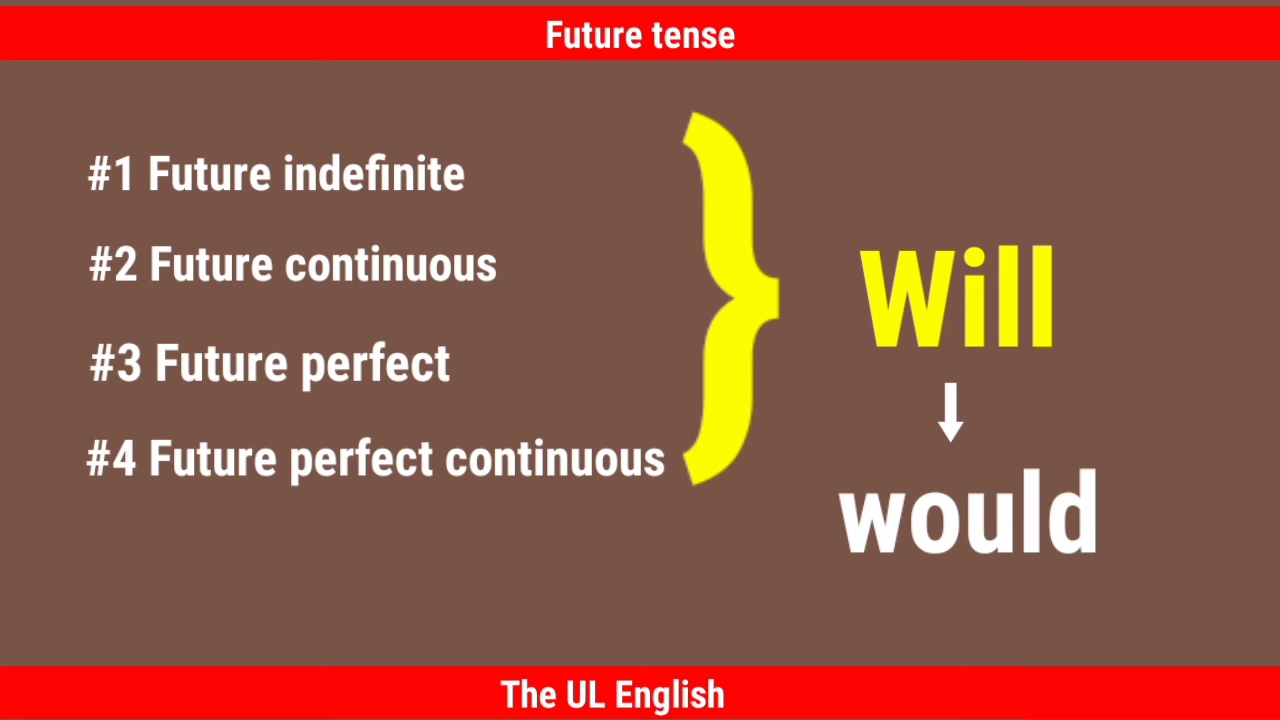 Future tense
#1 Future indefinite
#2 Future continuous
#3 Future perfect
#4 Future perfect continuous
}
Will
would
The UL English